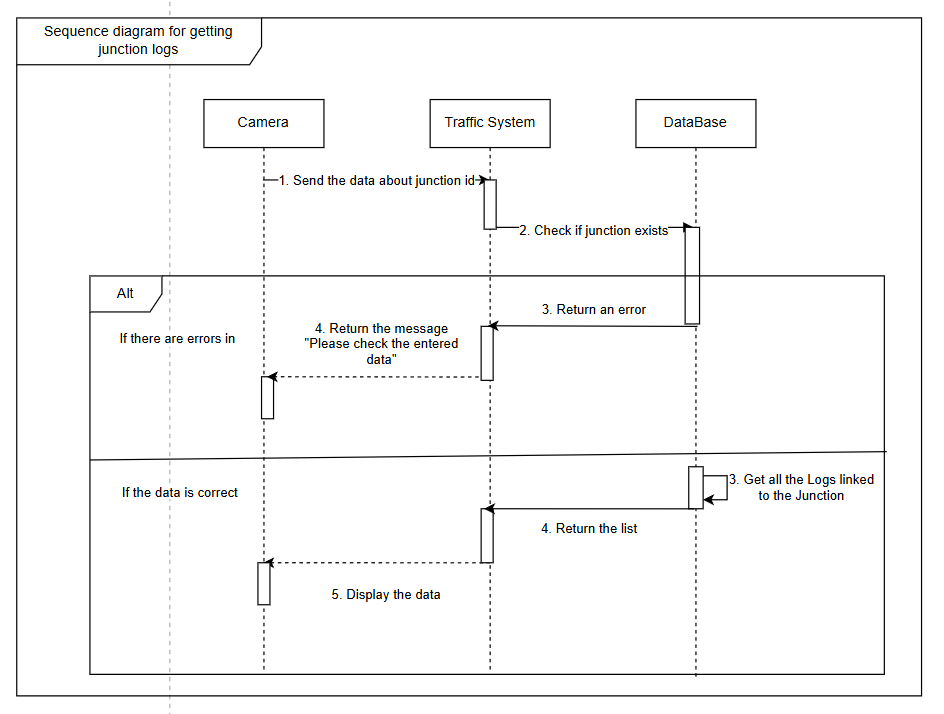 Sequence diagram for getting
junction logs
Camera
Traffic System
DataBase
1. Send the data about junction id
2. Check if junction exists
Alt
3. Return an error
If there are errors in
4. Return the message
"Please check the entered
data"
If the data is correct
3. Get all the Logs linked
to the Junction
4. Return the list
5. Display the data